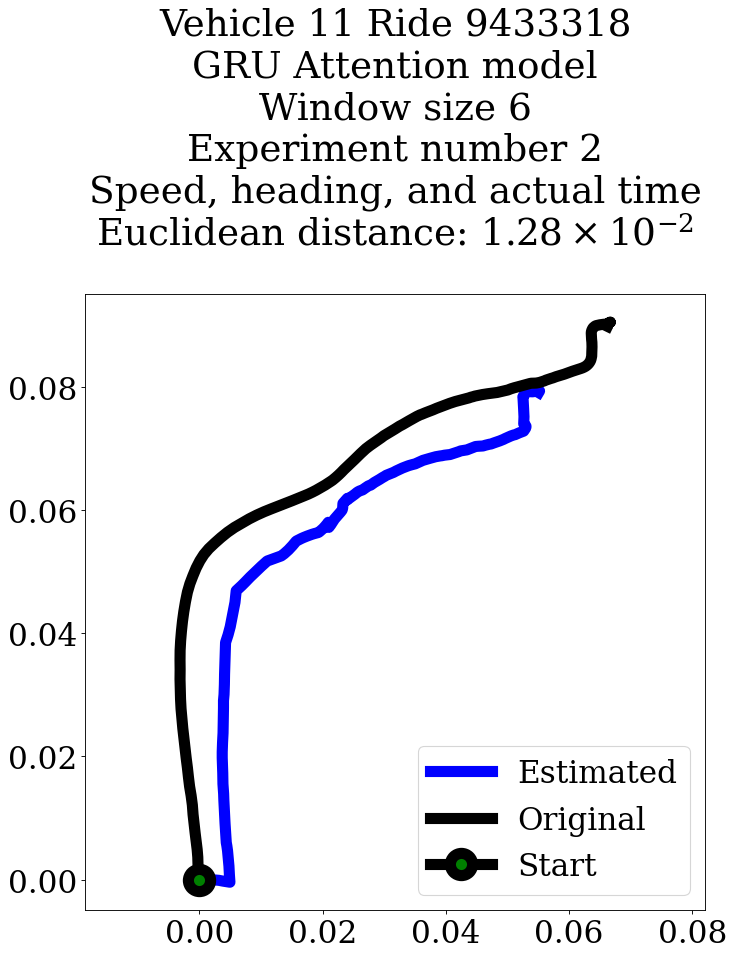 Vehicle 11 Ride 9433318
GRU Attention model
Window size 6
Experiment number 2
Speed, heading, and actual time
Euclidean distance: 1.28 × 10⁻²
0.08
0.06
0.04
0.02
0.00
Estimated
Original
Start
0.00 0.02 0.04 0.06 0.08